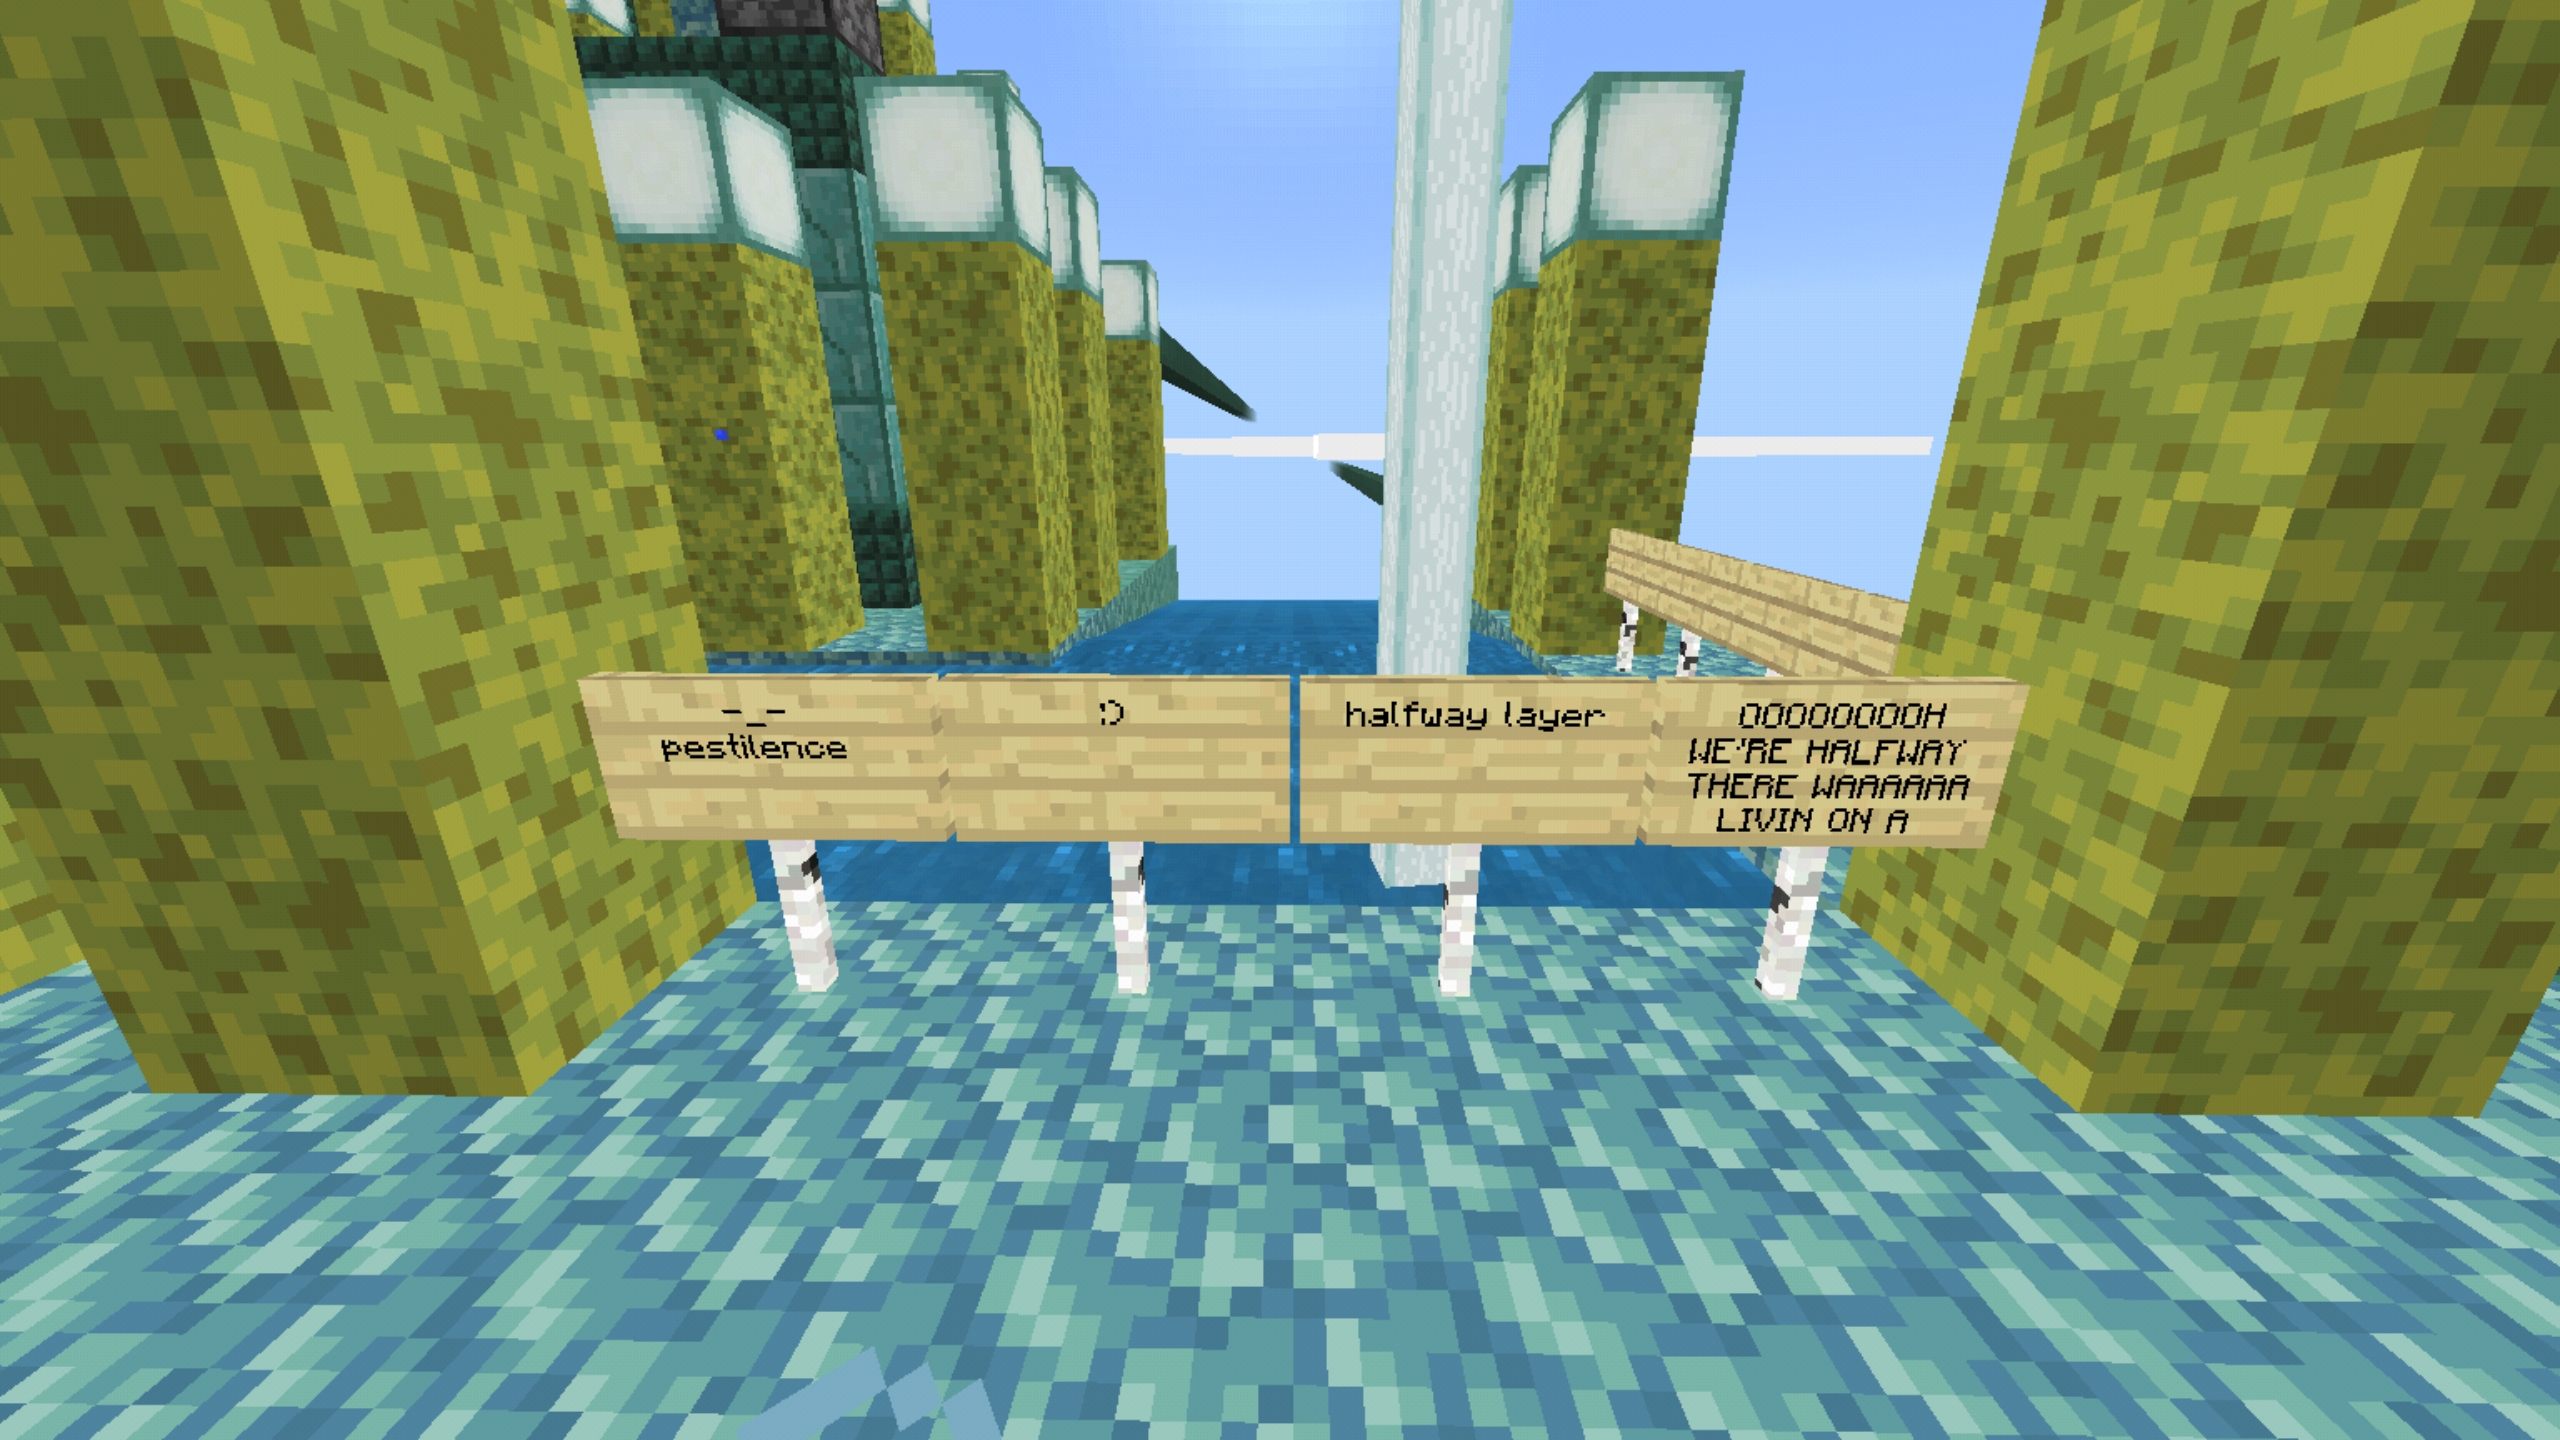 -_-
pestilence
:D
halfway layer
OOOOOOOOH
WE'RE HALFWAY
THERE WAAAAAA
LIVIN ON A